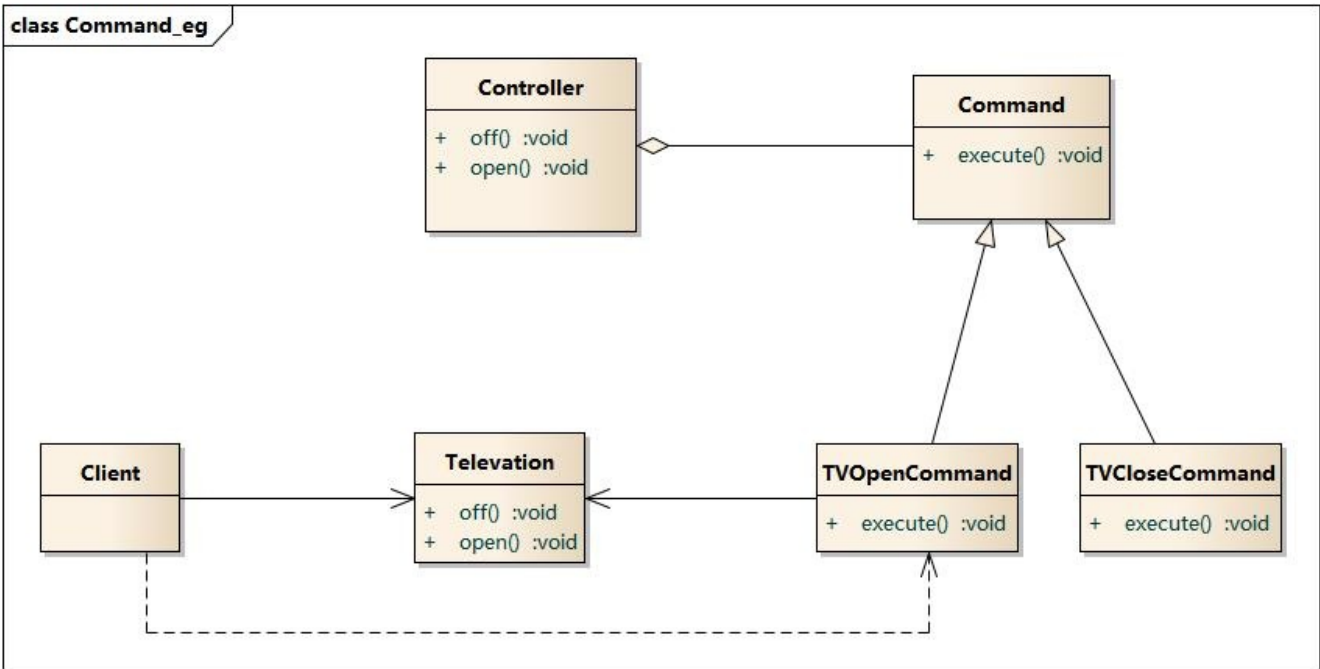 class Command_eg
Controller
+ off() :void
+ open() :void
Command
+ execute() :void
Client
Televation
+ off() :void
+ open() :void
TVOpenCommand
+ execute() :void
TVCloseCommand
+ execute() :void